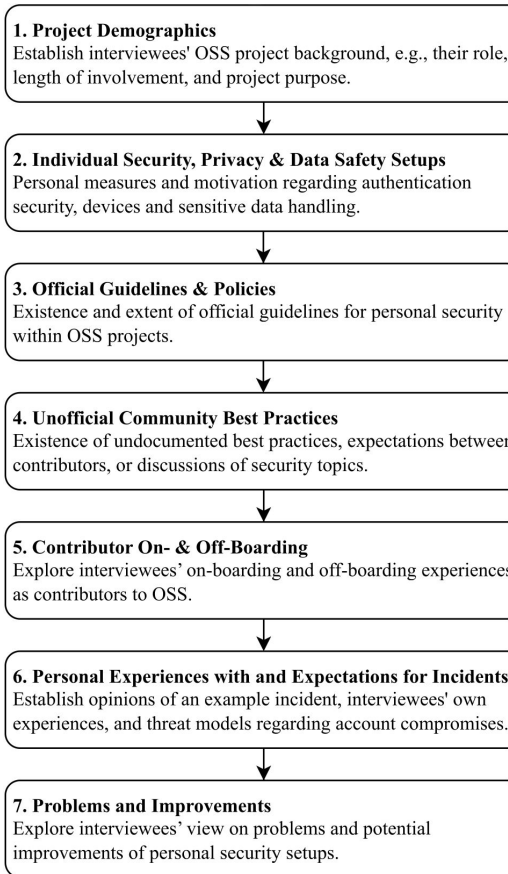 1. Project Demographics
Establish interviewees' OSS project background, e.g., their role,
length of involvement, and project purpose.
2. Individual Security, Privacy & Data Safety Setups
Personal measures and motivation regarding authentication
security, devices and sensitive data handling.
3. Official Guidelines & Policies
Existence and extent of official guidelines for personal security
within OSS projects.
4. Unofficial Community Best Practices
Existence of undocumented best practices, expectations between
contributors, or discussions of security topics.
5. Contributor On- & Off-Boarding
Explore interviewees’ on-boarding and off-boarding experiences
as contributors to OSS.
6. Personal Experiences with and Expectations for Incidents
Establish opinions of an example incident, interviewees' own
experiences, and threat models regarding account compromises.
7. Problems and Improvements
Explore interviewees’ view on problems and potential
improvements of personal security setups.